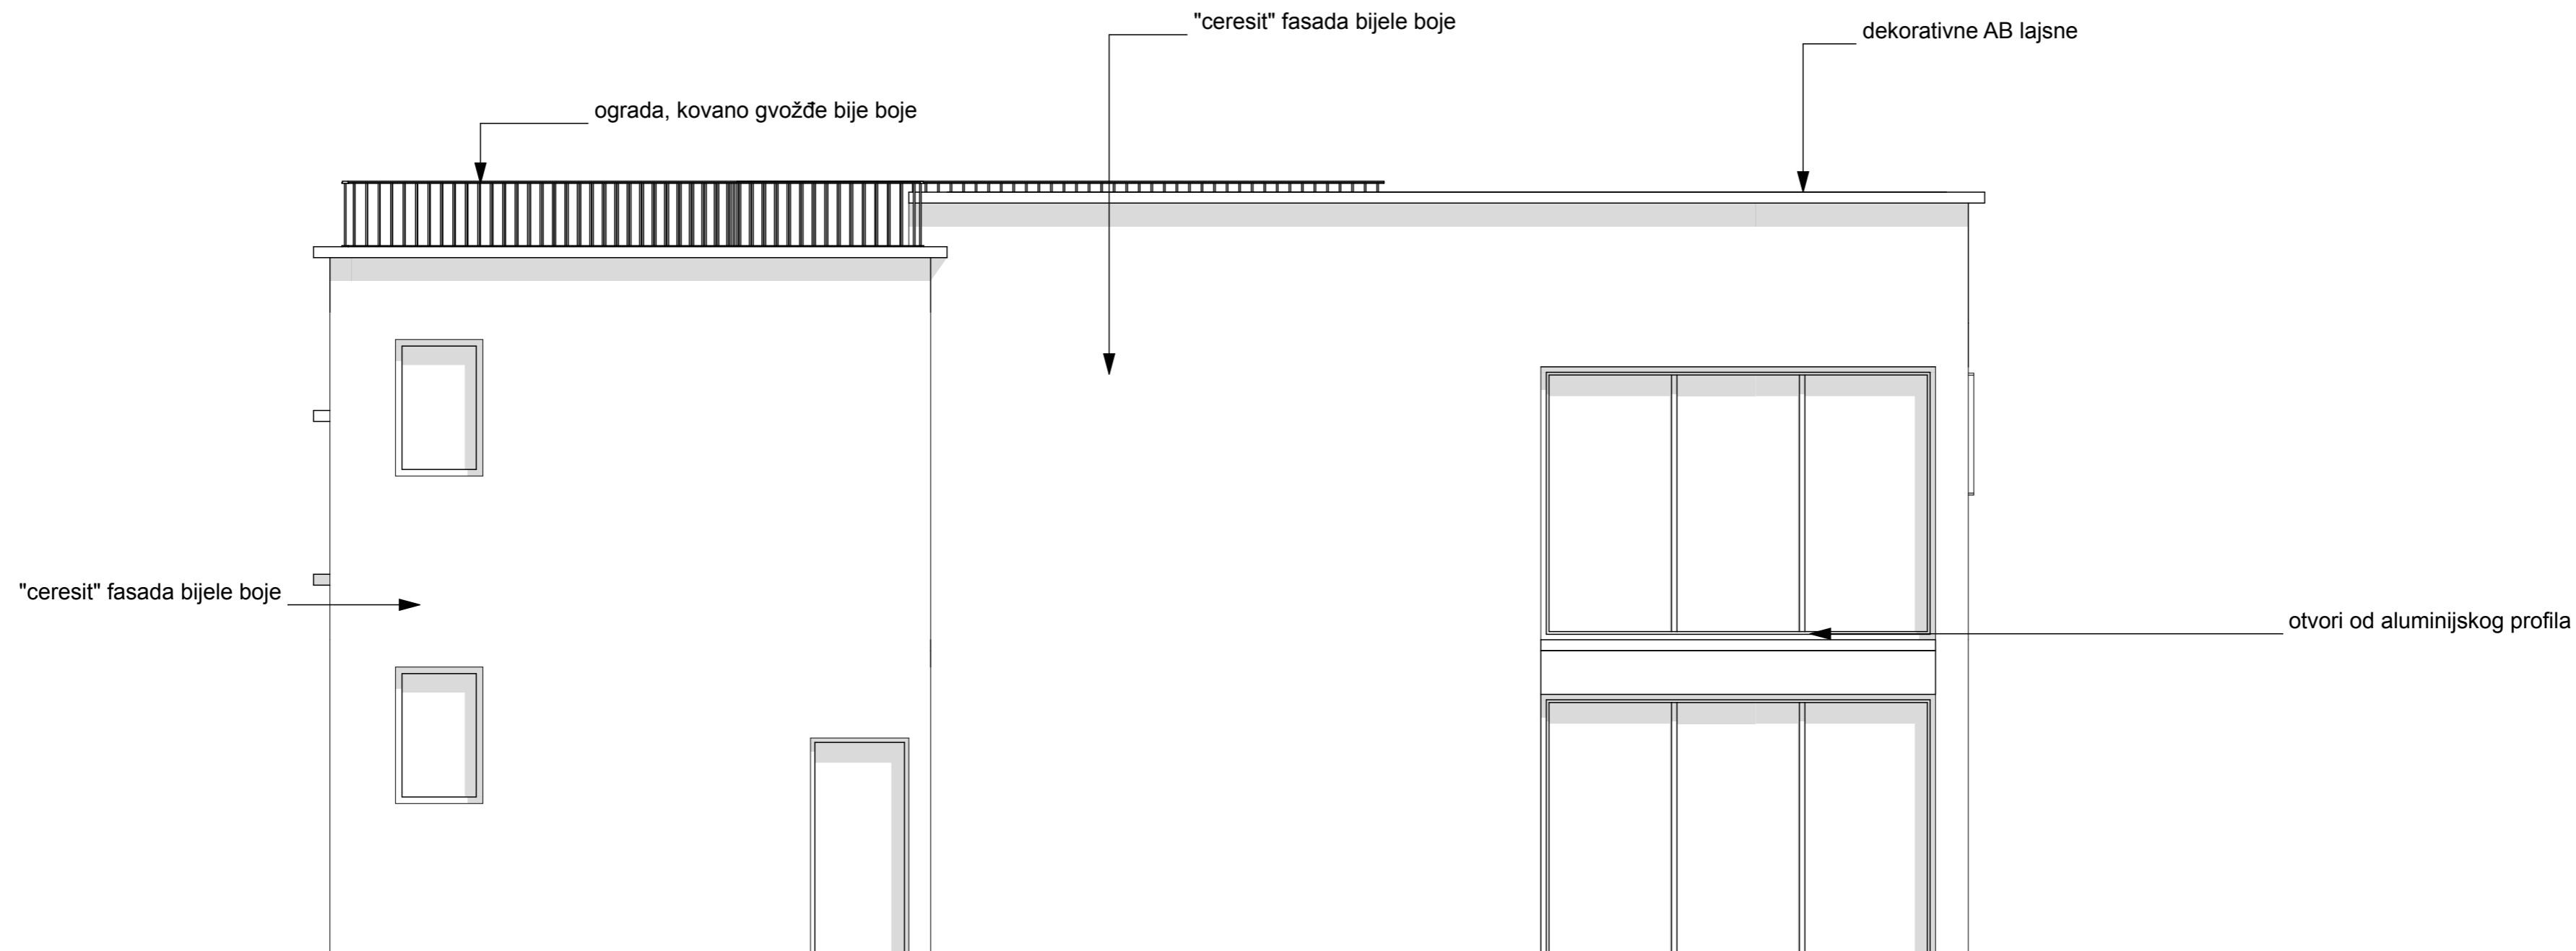 "ceresit" fasada bijele boje
dekorativne AB lajsne
ograda, kovano gvožđe bije boje
"ceresit" fasada bijele boje
otvori od aluminijskog profila